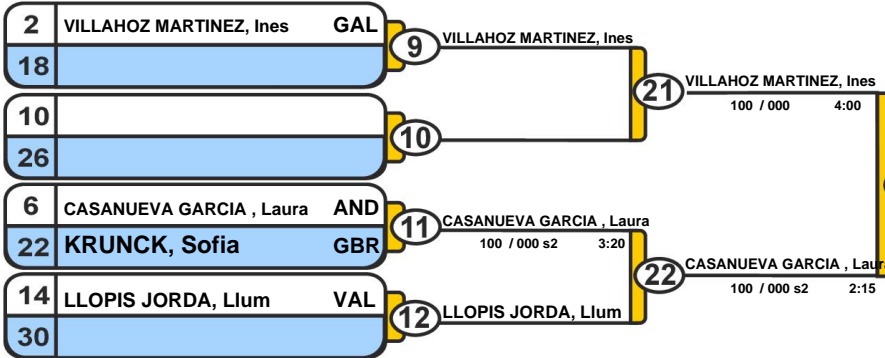 2 VILLAHOZ MARTINEZ, Ines GAL
18
9 VILLAHOZ MARTINEZ, Ines
10
26
10
21 VILLAHOZ MARTINEZ, Ines
100 / 000 4:00
6 CASANUEVA GARCIA , Laura AND
22 KRUNCK, Sofia GBR
11 CASANUEVA GARCIA , Laura
100 / 000 s2 3:20
14 LLOPIS JORDA, Llum VAL
30
12 LLOPIS JORDA, Llum
22 CASANUEVA GARCIA , Laura
100 / 000 s2 2:15